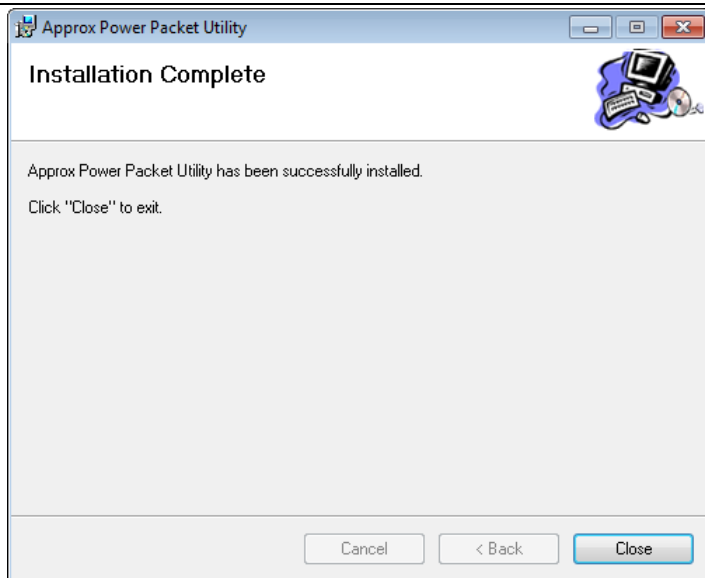 Approx Power Packet Utility
Installation Complete
Approx Power Packet Utility has been successfully installed.
Click "Close" to exit.
Cancel
< Back
Close